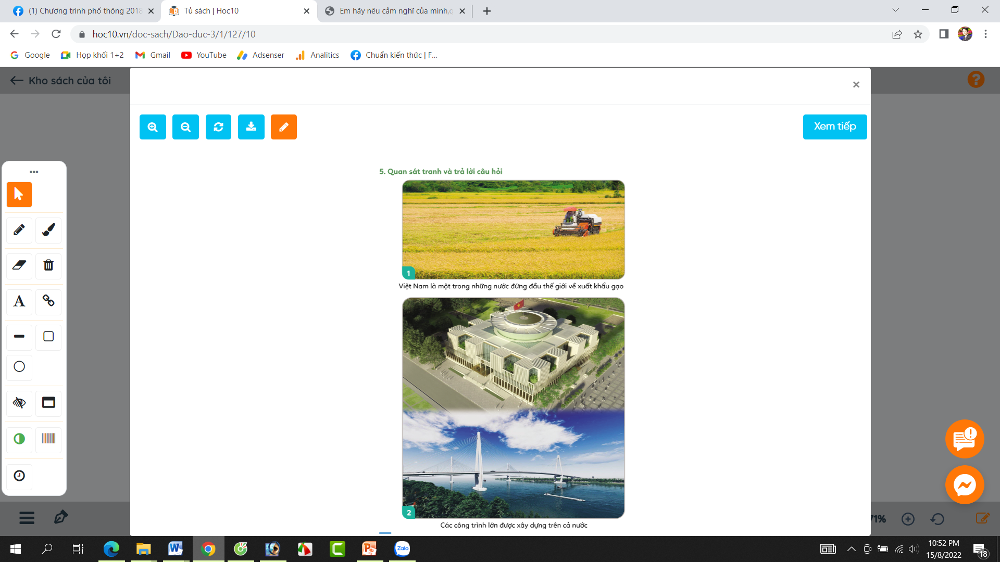 (1) Chương trình phổ thông 2018
Tủ sách | Hoc10
Em hãy nêu cảm nghĩ của mình,q
hoc10.vn/doc-sach/Dao-duc-3/1/127/10
Google
Họp khối 1+2
Gmail
YouTube
Adsenser
Analitics
Chuẩn kiến thức | F...
Kho sách của tôi
?
Xem tiếp
5. Quan sát tranh và trả lời câu hỏi
1
Việt Nam là một trong những nước đứng đầu thế giới về xuất khẩu gạo
2
Các công trình lớn được xây dựng trên cả nước
A
71%
Zalo
10:52 PM
15/8/2022
18